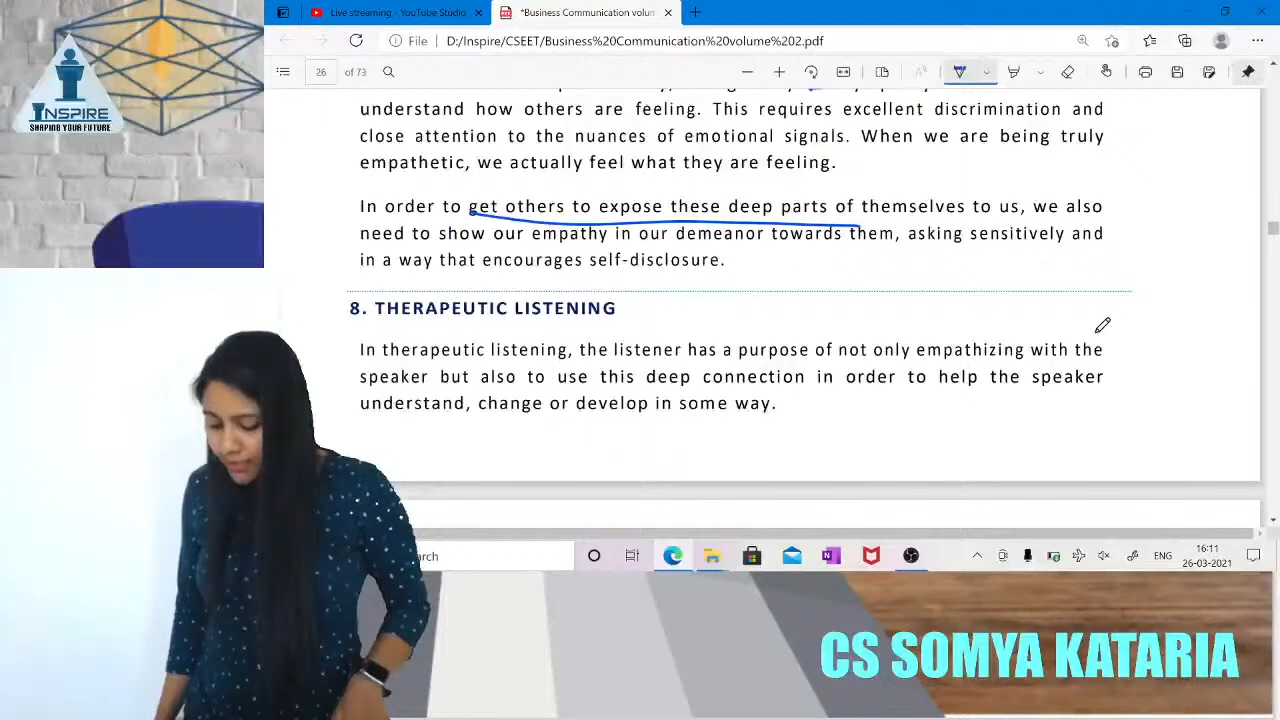 Live streaming - YouTube Studio
*Business Communication volun
INSPIRE
SHAPING YOUR FUTURE
File
D:/Inspire/CSEET/Business%20Communication%20volume%202.pdf
26 of 73
understand how others are feeling. This requires excellent discrimination and
close attention to the nuances of emotional signals. When we are being truly
empathetic, we actually feel what they are feeling.
In order to get others to expose these deep parts of themselves to us, we also
need to show our empathy in our demeanor towards them, asking sensitively and
in a way that encourages self-disclosure.
8. THERAPEUTIC LISTENING
In therapeutic listening, the listener has a purpose of not only empathizing with the
speaker but also to use this deep connection in order to help the speaker
understand, change or develop in some way.
arch
ENG
16:11
26-03-2021
CS SOMYA KATARIA